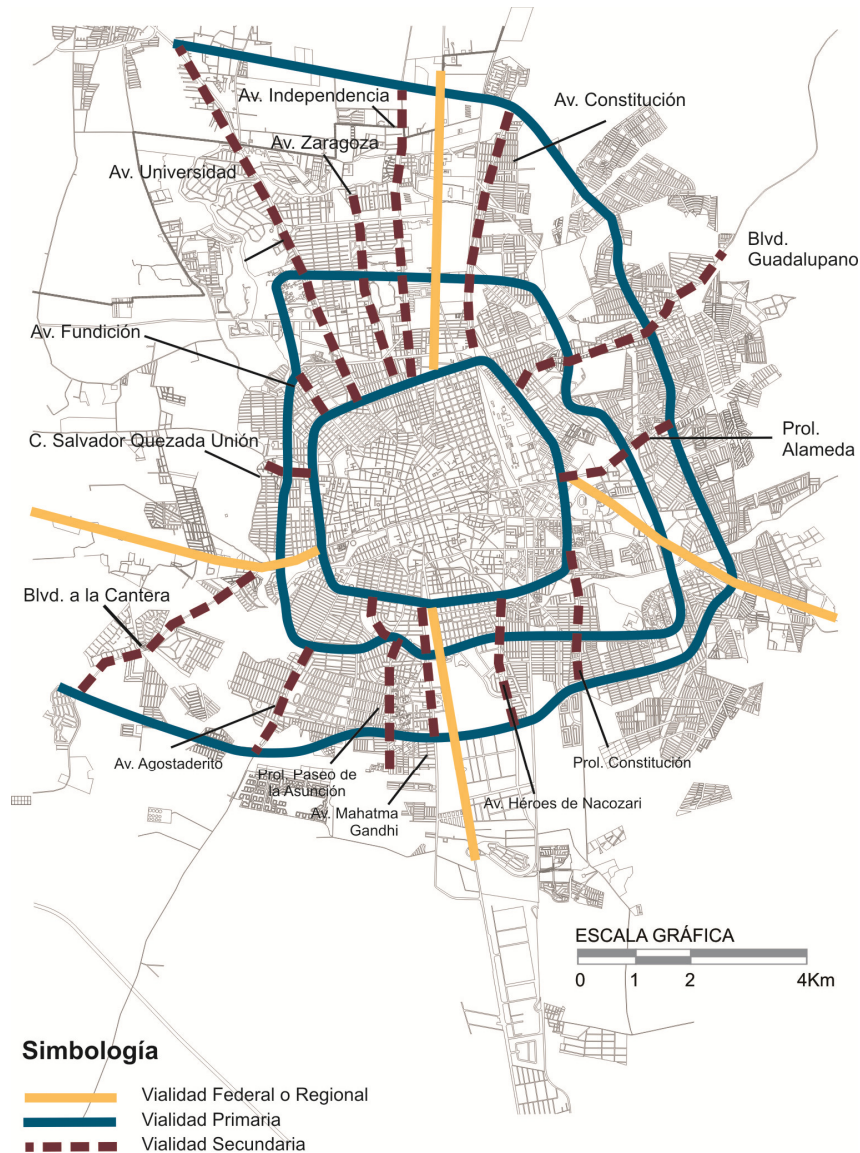 Av. Independencia
Av. Constitución
Av. Zaragoza
Av. Universidad
Blvd.
Guadalupano
Av. Fundición
C. Salvador Quezada Unión
Prol.
Alameda
Blvd. a la Cantera
Av. Agostaderito
Prol. Paseo de
la Asunción
Av. Mahatma
Gandhi
Av. Héroes de Nacozari
Prol. Constitución
ESCALA GRÁFICA
0 1 2 4Km
Simbología
Vialidad Federal o Regional
Vialidad Primaria
Vialidad Secundaria